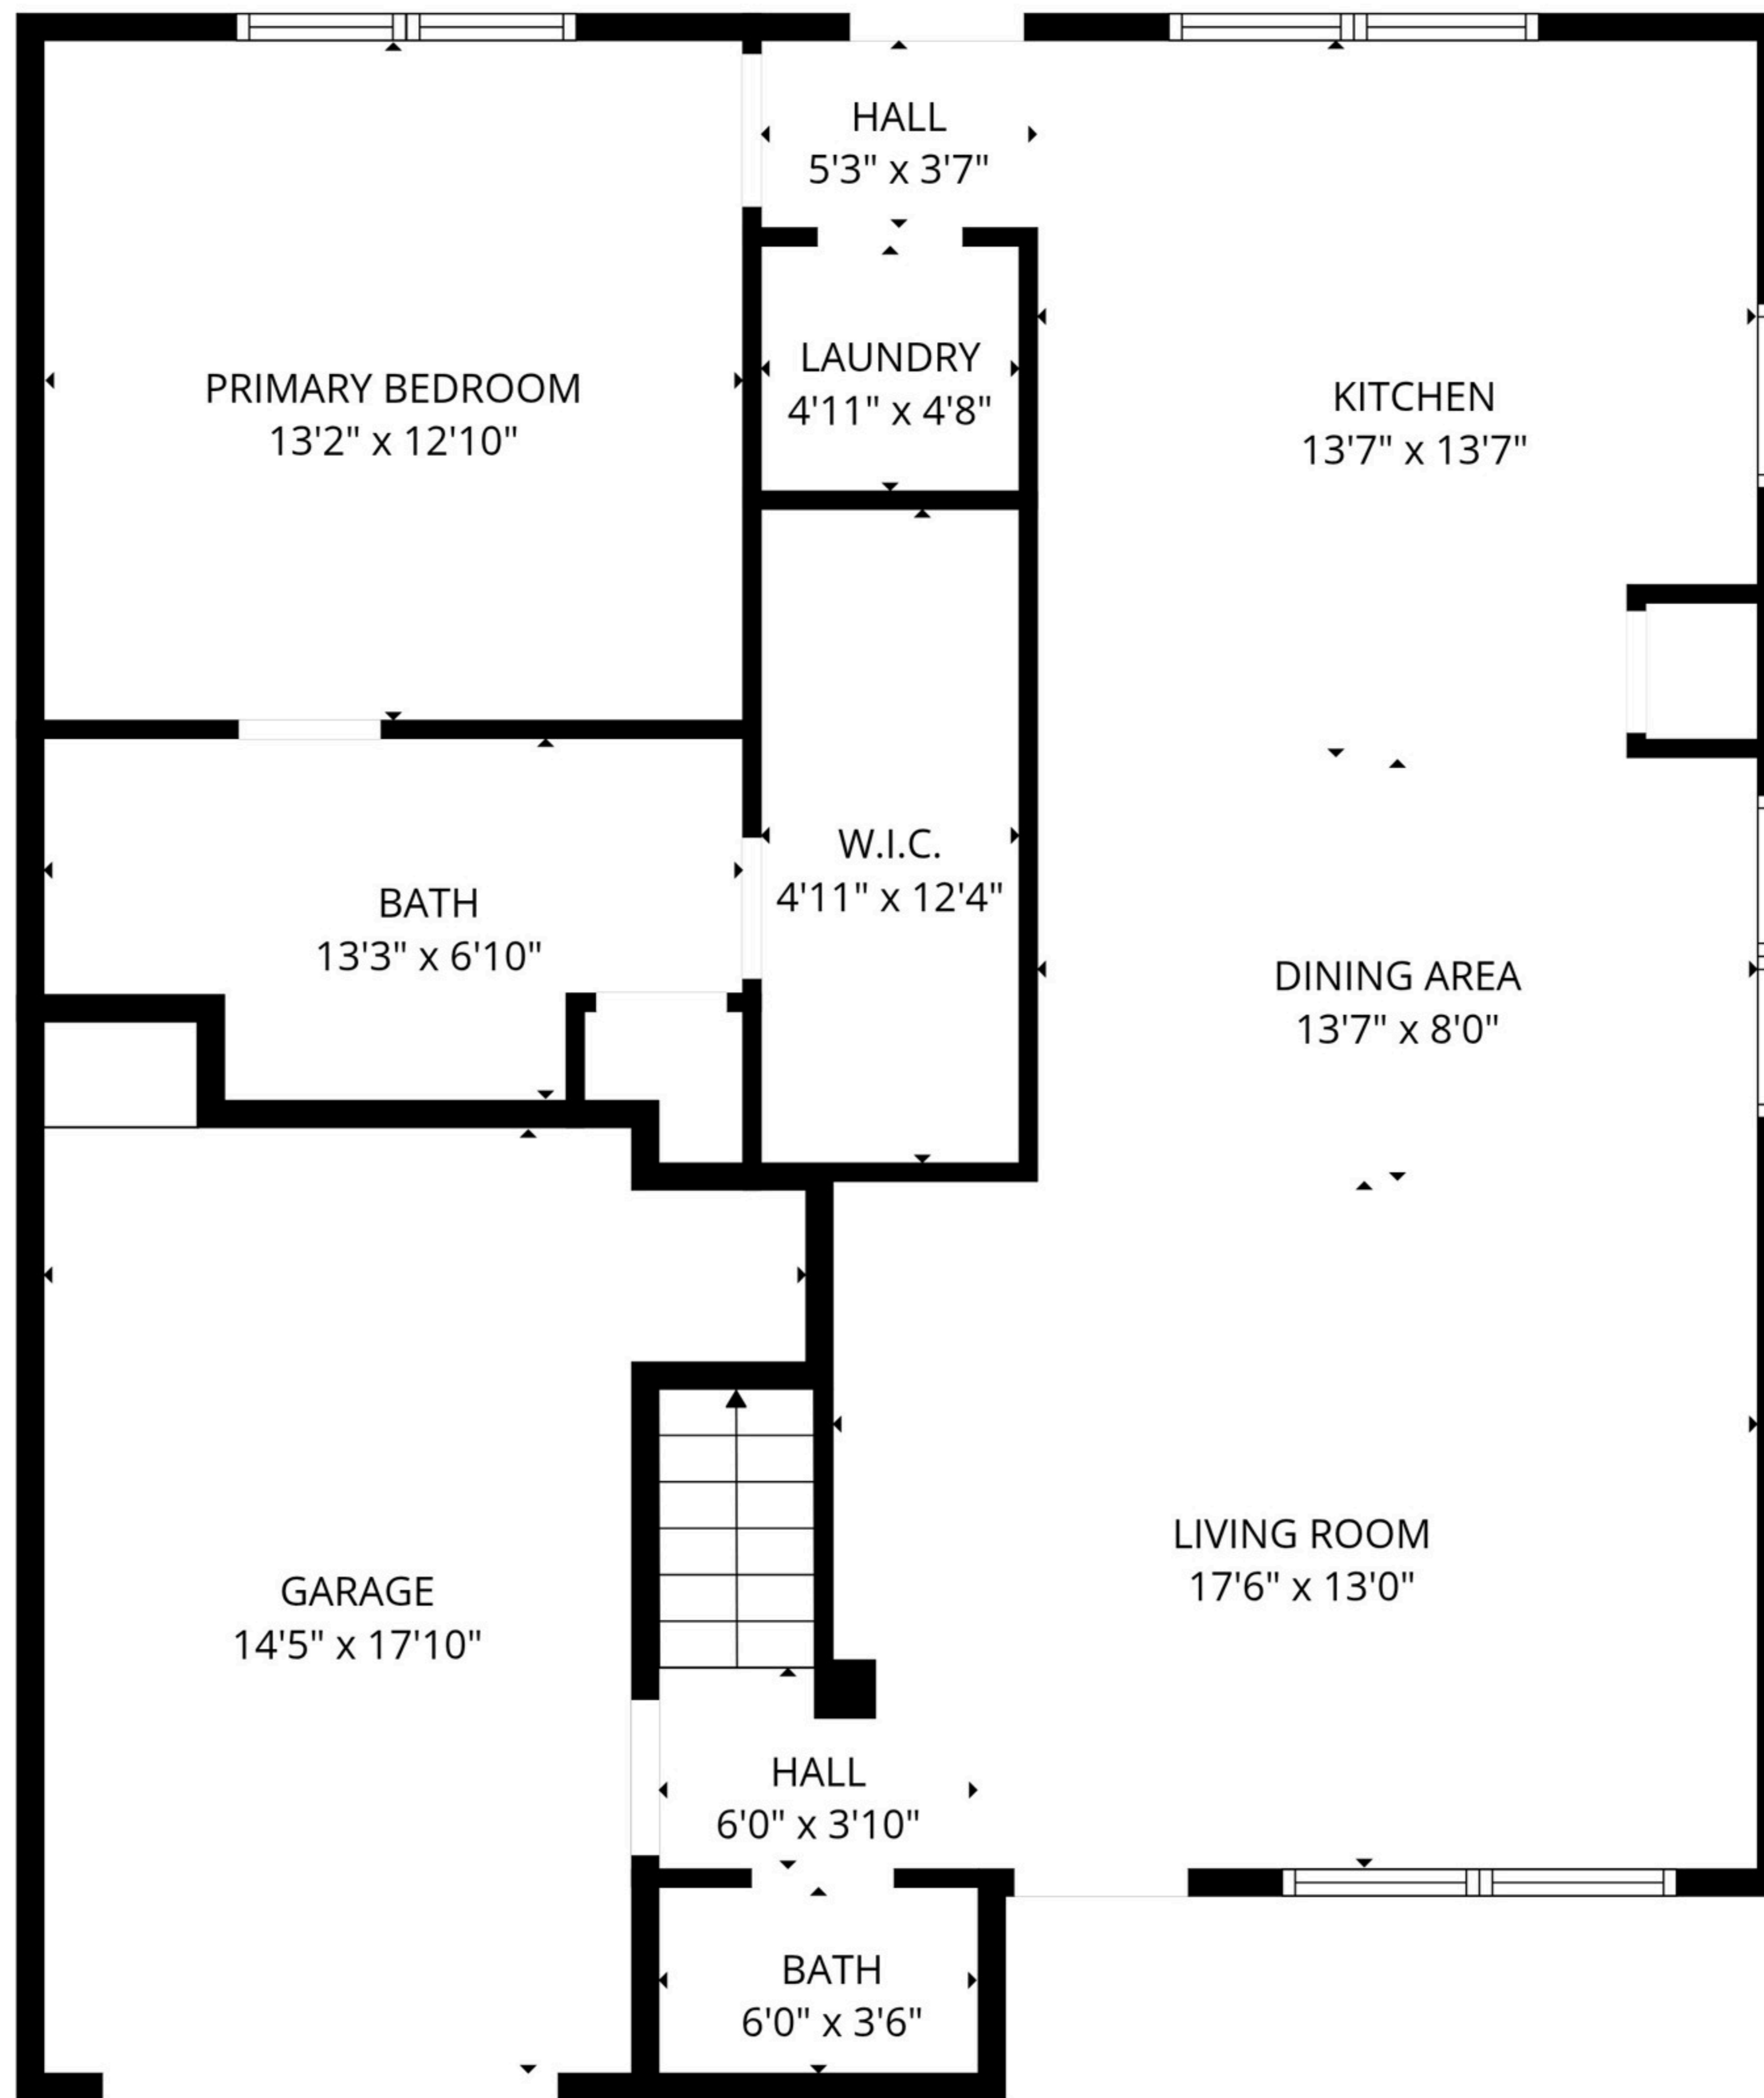 HALL
5'3" x 3'7"
LAUNDRY
4'11" x 4'8"
PRIMARY BEDROOM
13'2" x 12'10"
KITCHEN
13'7" x 13'7"
W.I.C.
4'11" x 12'4"
BATH
13'3" x 6'10"
DINING AREA
13'7" x 8'0"
LIVING ROOM
17'6" x 13'0"
GARAGE
14'5" x 17'10"
HALL
6'0" x 3'10"
BATH
6'0" x 3'6"